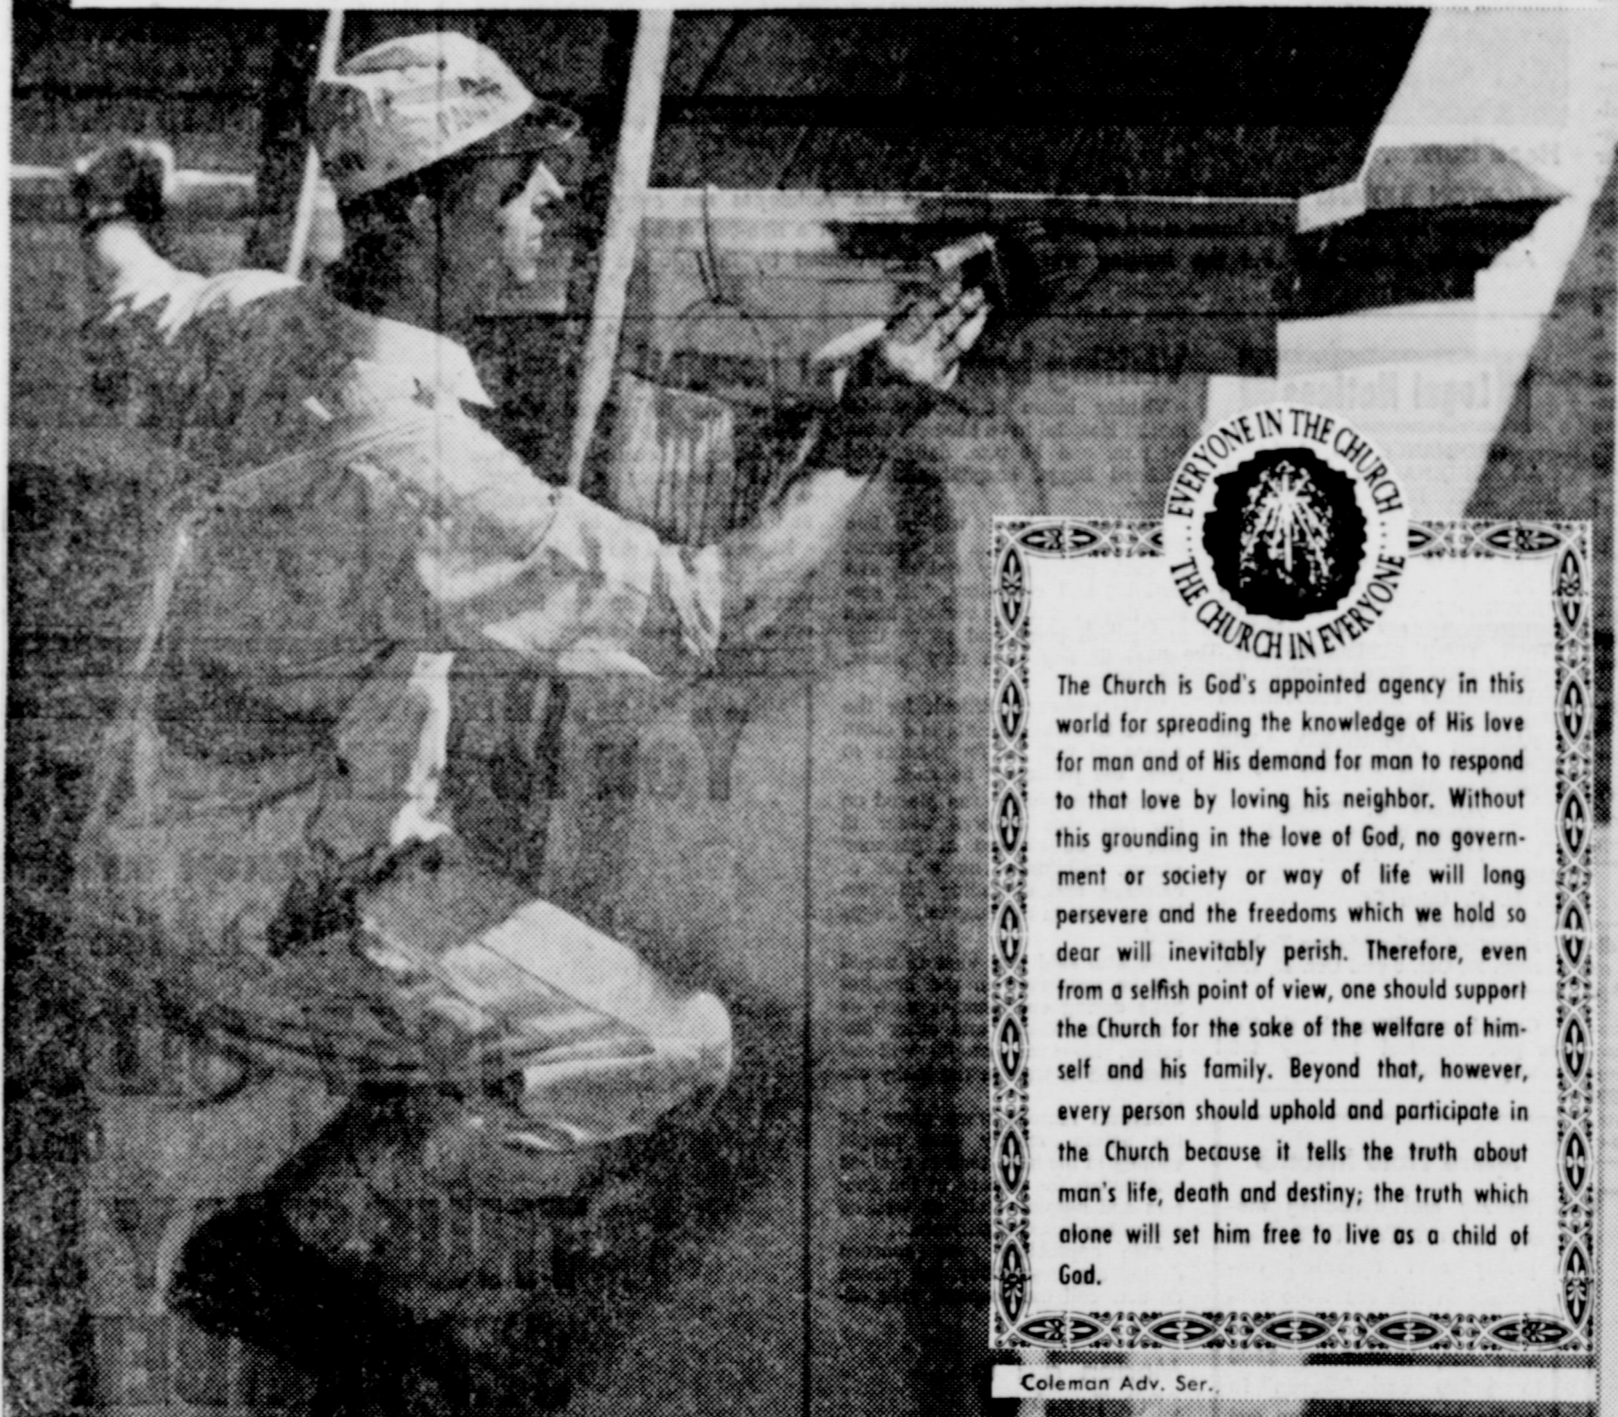 EVERYONE IN THE CHURCH...
...THE CHURCH IN EVERYONE
The Church is God's appointed agency in this
world for spreading the knowledge of His love
for man and of His demand for man to respond
to that love by loving his neighbor. Without
this grounding in the love of God, no govern-
ment or society or way of life will long
persevere and the freedoms which we hold so
dear will inevitably perish. Therefore, even
from a selfish point of view, one should support
the Church for the sake of the welfare of him-
self and his family. Beyond that, however,
every person should uphold and participate in
the Church because it tells the truth about
man's life, death and destiny; the truth which
alone will set him free to live as a child of
God.
Coleman Adv. Ser.